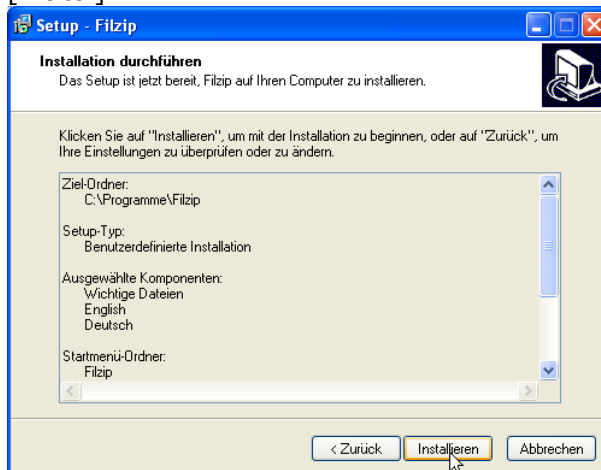 Setup - Filzip
Installation durchführen
Das Setup ist jetzt bereit, Filzip auf Ihren Computer zu installieren.
Klicken Sie auf "Installieren", um mit der Installation zu beginnen, oder auf "Zurück", um
Ihre Einstellungen zu überprüfen oder zu ändern.
Ziel-Ordner:
C:\Programme\Filzip
Setup-Typ:
Benutzerdefinierte Installation
Ausgewählte Komponenten:
Wichtige Dateien
English
Deutsch
Startmenü-Ordner:
Filzip
< Zurück Installieren Abbrechen